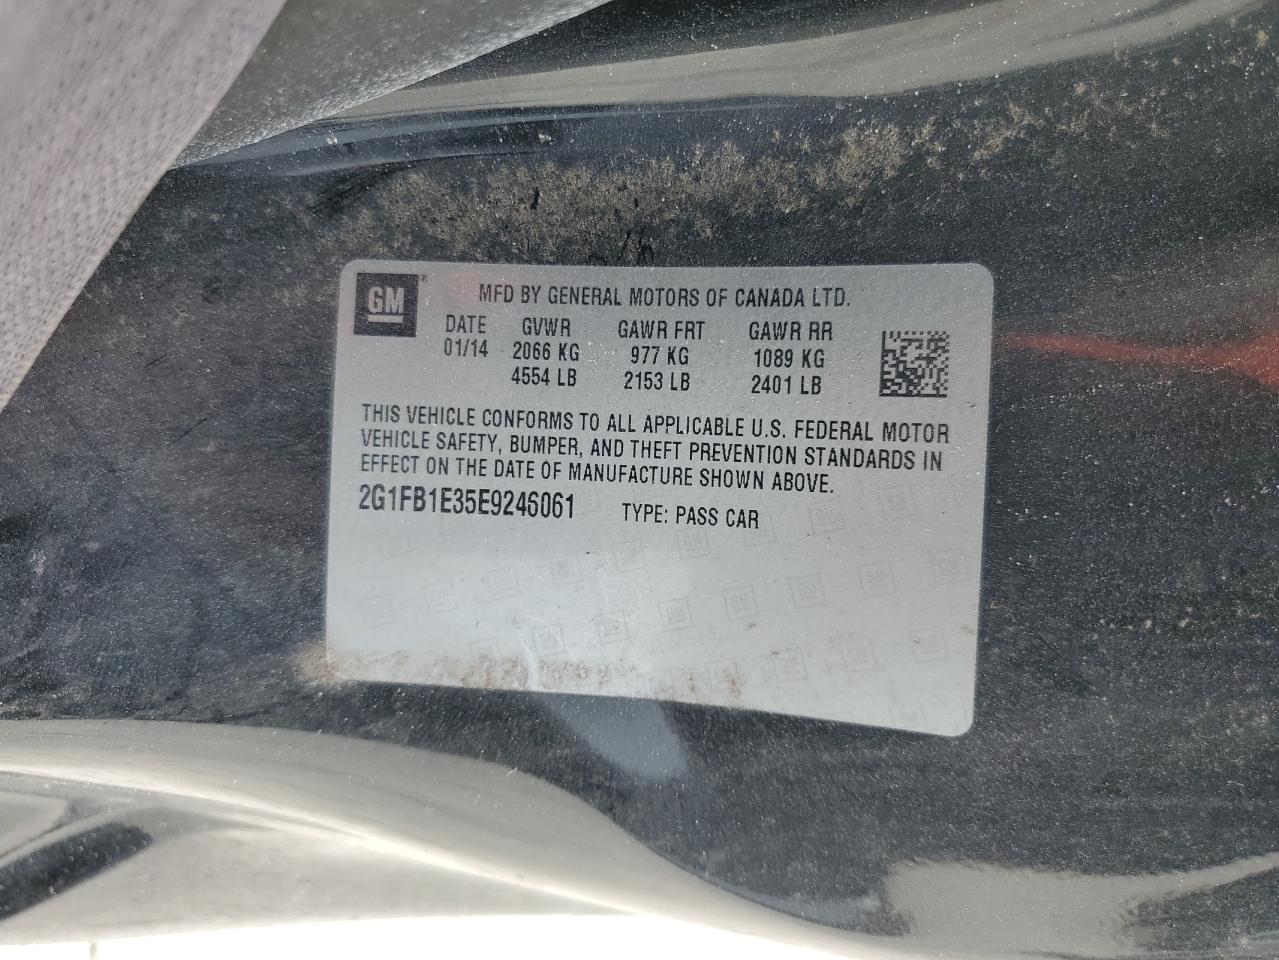 GM®
MFD BY GENERAL MOTORS OF CANADA LTD.
DATE GVWR GAWR FRT GAWR RR
01/14 2066 KG 977 KG 1089 KG
4554 LB 2153 LB 2401 LB
THIS VEHICLE CONFORMS TO ALL APPLICABLE U.S. FEDERAL MOTOR
VEHICLE SAFETY, BUMPER, AND THEFT PREVENTION STANDARDS IN
EFFECT ON THE DATE OF MANUFACTURE SHOWN ABOVE.
2G1FB1E35E9246061 TYPE: PASS CAR